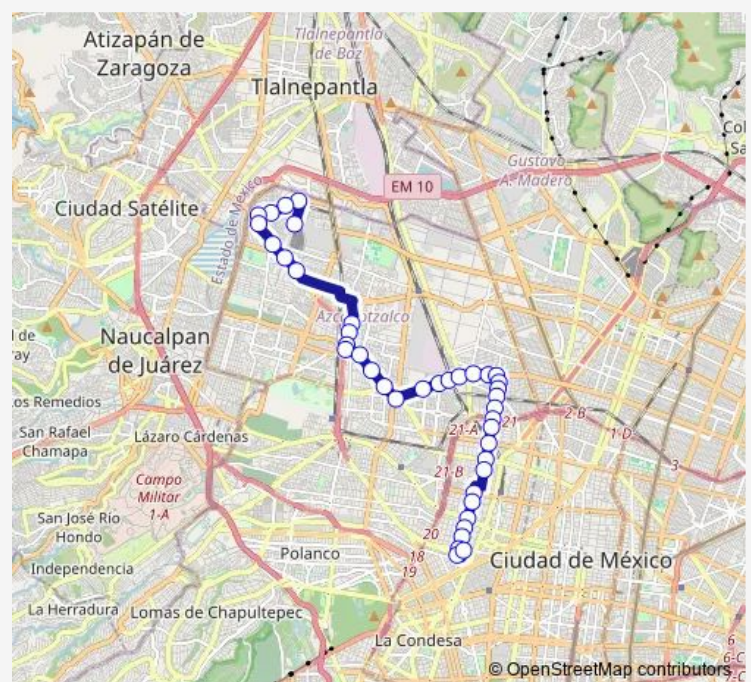 Atizapán de
Zaragoza
Tlalnepantla
de Baz
Tlalnepantla
Gustavo
A. Madero
EM 10
Ciudad Satélite
Estado de México
Azcapotzalco
Naucalpan
de Juárez
Lázaro Cárdenas
San Rafael
Chamapa
os Remedios
21-A
21
2-B
1-D
3
21-B
Campo
Militar
1-A
San José Río
Hondo
20
18
19
Polanco
Ciudad de México
Independencia
La Herradura
Lomas de Chapultepec
La Condesa
6
6-C
© OpenStreetMap contributors